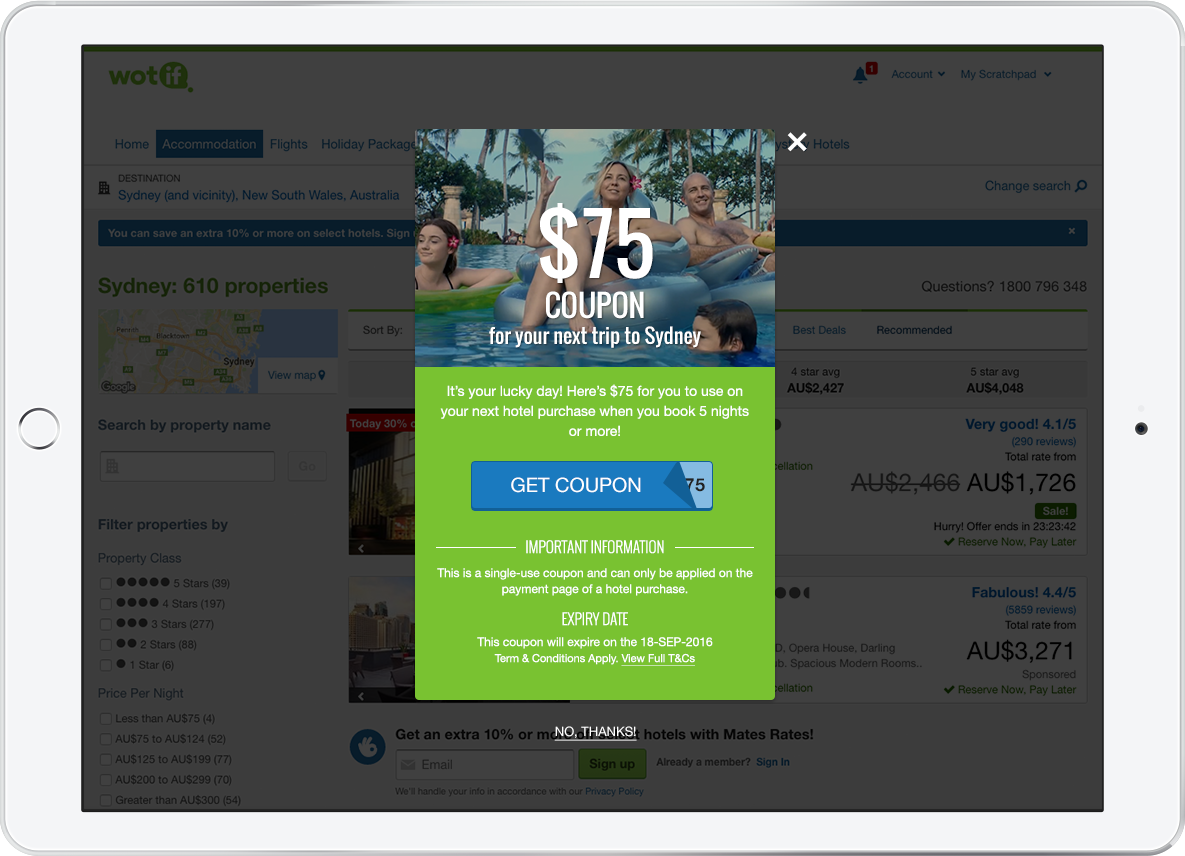 wotif.
1
Account
My Scratchpad
Home
Accommodation
Flights
Holiday Package
Hotels
DESTINATION
Sydney (and vicinity), New South Wales, Australia
Change search
You can save an extra 10% or more on select hotels. Sign
×
Sydney: 610 properties
Questions? 1800 796 348
Penrith
Blacktown
Sydney
Google
View map
Sort By:
Best Deals
Recommended
4 star avg
AU$2,427
5 star avg
AU$4,048
Search by property name
Go
Filter properties by
Property Class
5 Stars (39)
4 Stars (197)
3 Stars (277)
2 Stars (88)
1 Star (6)
Price Per Night
Less than AU$75 (4)
AU$75 to AU$124 (52)
AU$125 to AU$199 (77)
AU$200 to AU$299 (70)
Greater than AU$300 (54)
Today 30%
Very good! 4.1/5
(290 reviews)
Total rate from
AU$2,466 AU$1,726
Sale!
Hurry! Offer ends in 23:23:42
Reserve Now, Pay Later
Fabulous! 4.4/5
(5859 reviews)
Total rate from
Opera House, Darling
Spacious Modern Rooms..
AU$3,271
Sponsored
Reserve Now, Pay Later
$75
COUPON
for your next trip to Sydney
It's your lucky day! Here's $75 for you to use on
your next hotel purchase when you book 5 nights
or more!
GET COUPON
75
IMPORTANT INFORMATION
This is a single-use coupon and can only be applied on the
payment page of a hotel purchase.
EXPIRY DATE
This coupon will expire on the 18-SEP-2016
Term & Conditions Apply. View Full T&Cs
NO, THANKS!
Get an extra 10% or more on select hotels with Mates Rates!
Email
Sign up
Already a member? Sign In
We'll handle your info in accordance with our Privacy Policy